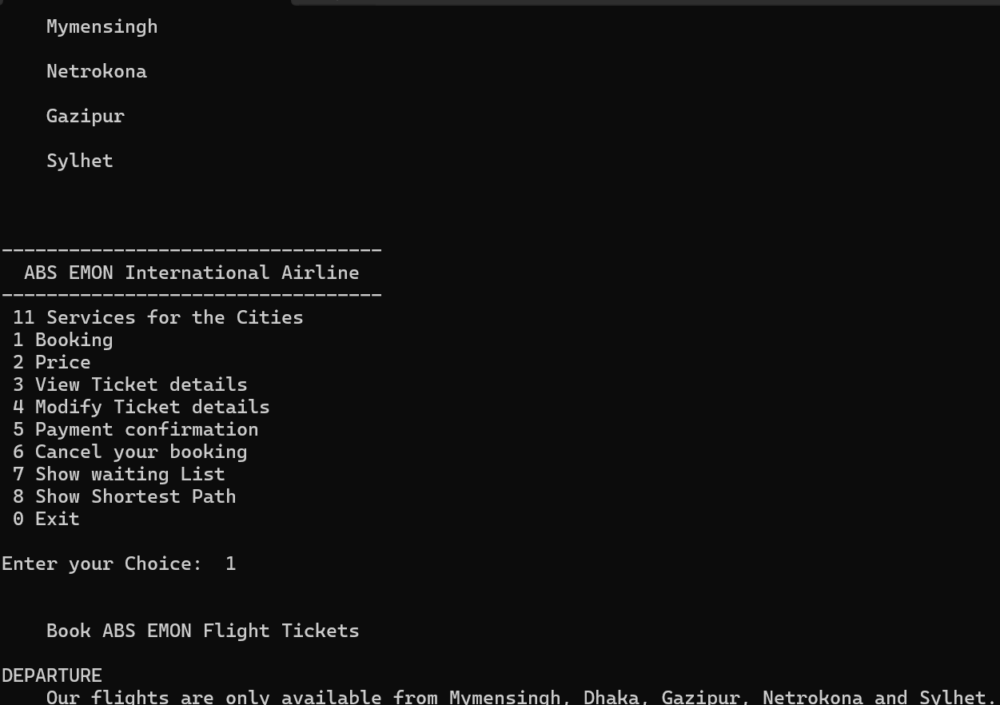 Mymensingh
Netrokona
Gazipur
Sylhet
----------------------------------
ABS EMON International Airline
----------------------------------
11 Services for the Cities
1 Booking
2 Price
3 View Ticket details
4 Modify Ticket details
5 Payment confirmation
6 Cancel your booking
7 Show waiting List
8 Show Shortest Path
0 Exit
Enter your Choice:  1
Book ABS EMON Flight Tickets
DEPARTURE
Our flights are only available from Mymensingh, Dhaka, Gazipur, Netrokona and Sylhet.